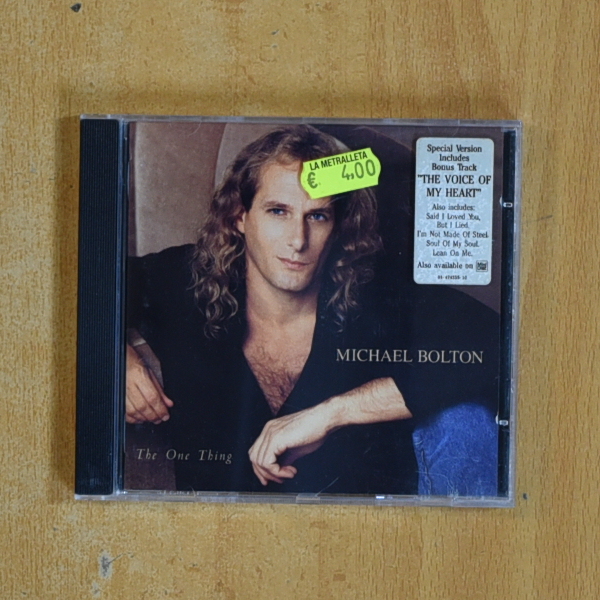 LA METRALLETA
€ 4,00
Special Version
Includes
Bonus Track
"THE VOICE OF
MY HEART"
Also includes:
Said I Loved You,
But I Lied.
I'm Not Made Of Steel.
Soul Of My Soul.
Lean On Me.
Also available on
MICHAEL BOLTON
The One Thing